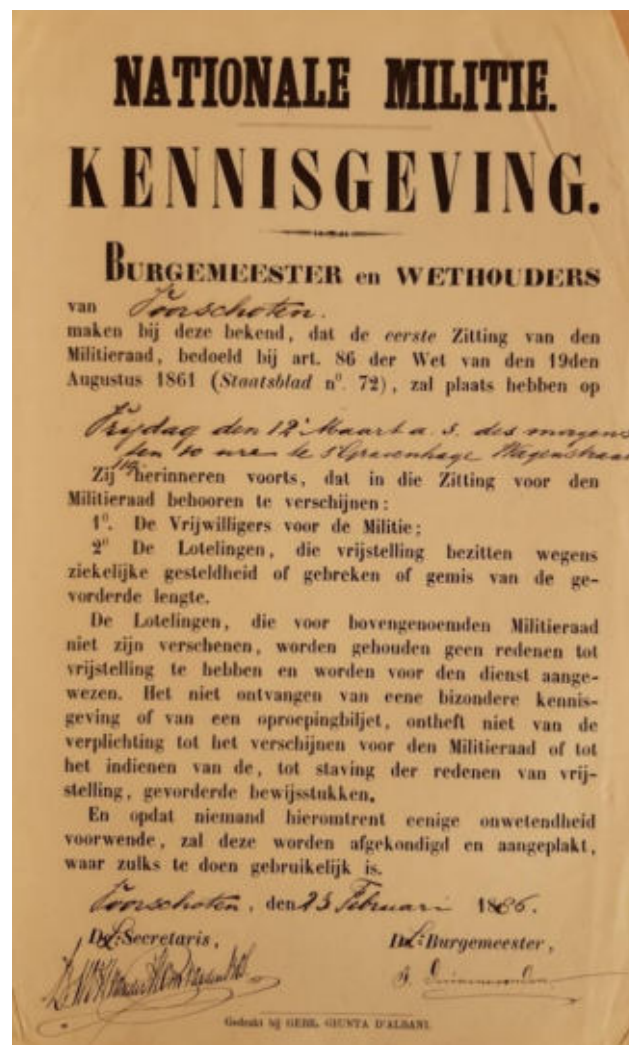 NATIONALE MILITIE.
KENNISGEVING.
BURGEMEESTER en WETHOUDERS
van Voorschoten.
maken bij deze bekend, dat de eerste Zitting van den
Militieraad, bedoeld bij art. 86 der Wet van den 19den
Augustus 1861 (Staatsblad n°. 72), zal plaats hebben op
Vrijdag den 12 Maart a. s. des morgens
ten 10 ure te 's Gravenhage Wagenstraat
Zij herinneren voorts, dat in die Zitting voor den
Militieraad behooren te verschijnen:
1°. De Vrijwilligers voor de Militie;
2° De Lotelingen, die vrijstelling bezitten wegens
ziekelijke gesteldheid of gebreken of gemis van de ge-
vorderde lengte.
De Lotelingen, die voor bovengenoemden Militieraad
niet zijn verschenen, worden gehouden geen redenen tot
vrijstelling te hebben en worden voor den dienst aange-
wezen. Het niet ontvangen van eene bizondere kennis-
geving of van een oproepingbiljet, ontheft niet van de
verplichting tot het verschijnen voor den Militieraad of tot
het indienen van de, tot staving der redenen van vrij-
stelling, gevorderde bewijsstukken.
En opdat niemand hieromtrent eenige onwetendheid
voorwende, zal deze worden afgekondigd en aangeplakt,
waar zulks te doen gebruikelijk is.
Voorschoten, den 23 Februari 1886.
Secretaris,
Burgemeester,
Gedrukt bij GEBR. GIUNTA D'ALBANI.